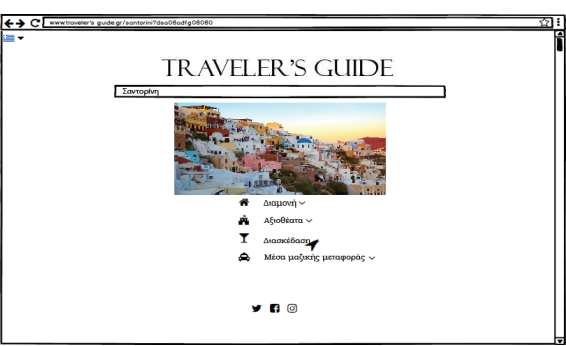 www.traveler's guide.gr/santorini?dsa08adfg08080
TRAVELER'S GUIDE
Σαντορίνη
Διαμονή
Αξιοθέατα
Διασκέδαση
Μέσα μαζικής μεταφοράς